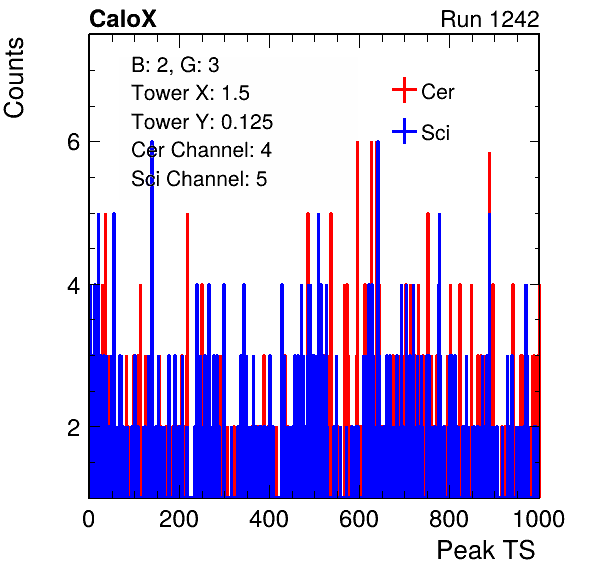 CaloX Run 1242
Counts
B: 2, G: 3
Tower X: 1.5
Tower Y: 0.125
Cer Channel: 4
Sci Channel: 5
Cer
Sci
6
4
2
0 200 400 600 800 1000
Peak TS